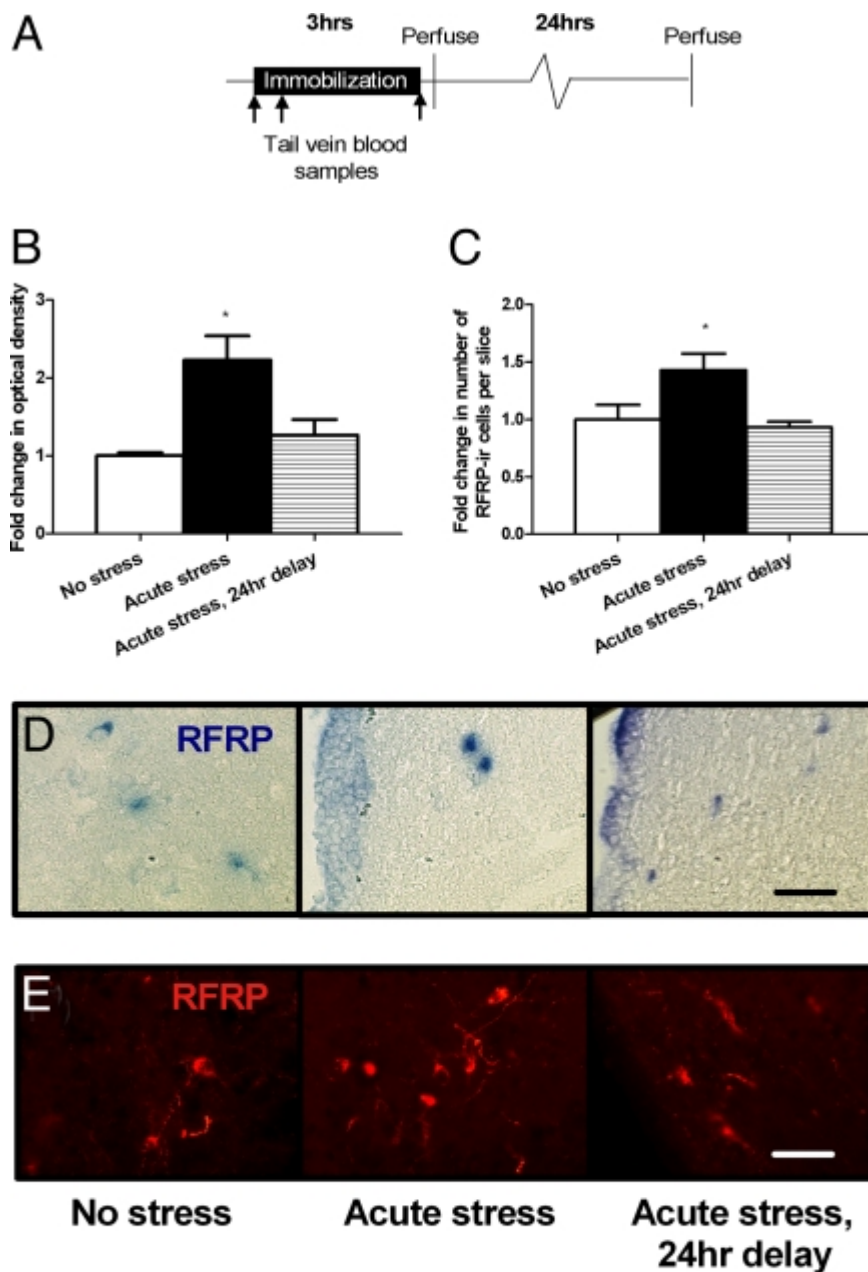 A
3hrs
Perfuse
24hrs
Perfuse
Immobilization
Tail vein blood
samples
B
Fold change in optical density
3
2
1
0
No stress
Acute stress
Acute stress, 24hr delay
*
C
Fold change in number of
RFRP-ir cells per slice
2.0
1.5
1.0
0.5
0.0
No stress
Acute stress
Acute stress, 24hr delay
*
D
RFRP
E
RFRP
No stress
Acute stress
Acute stress,
24hr delay